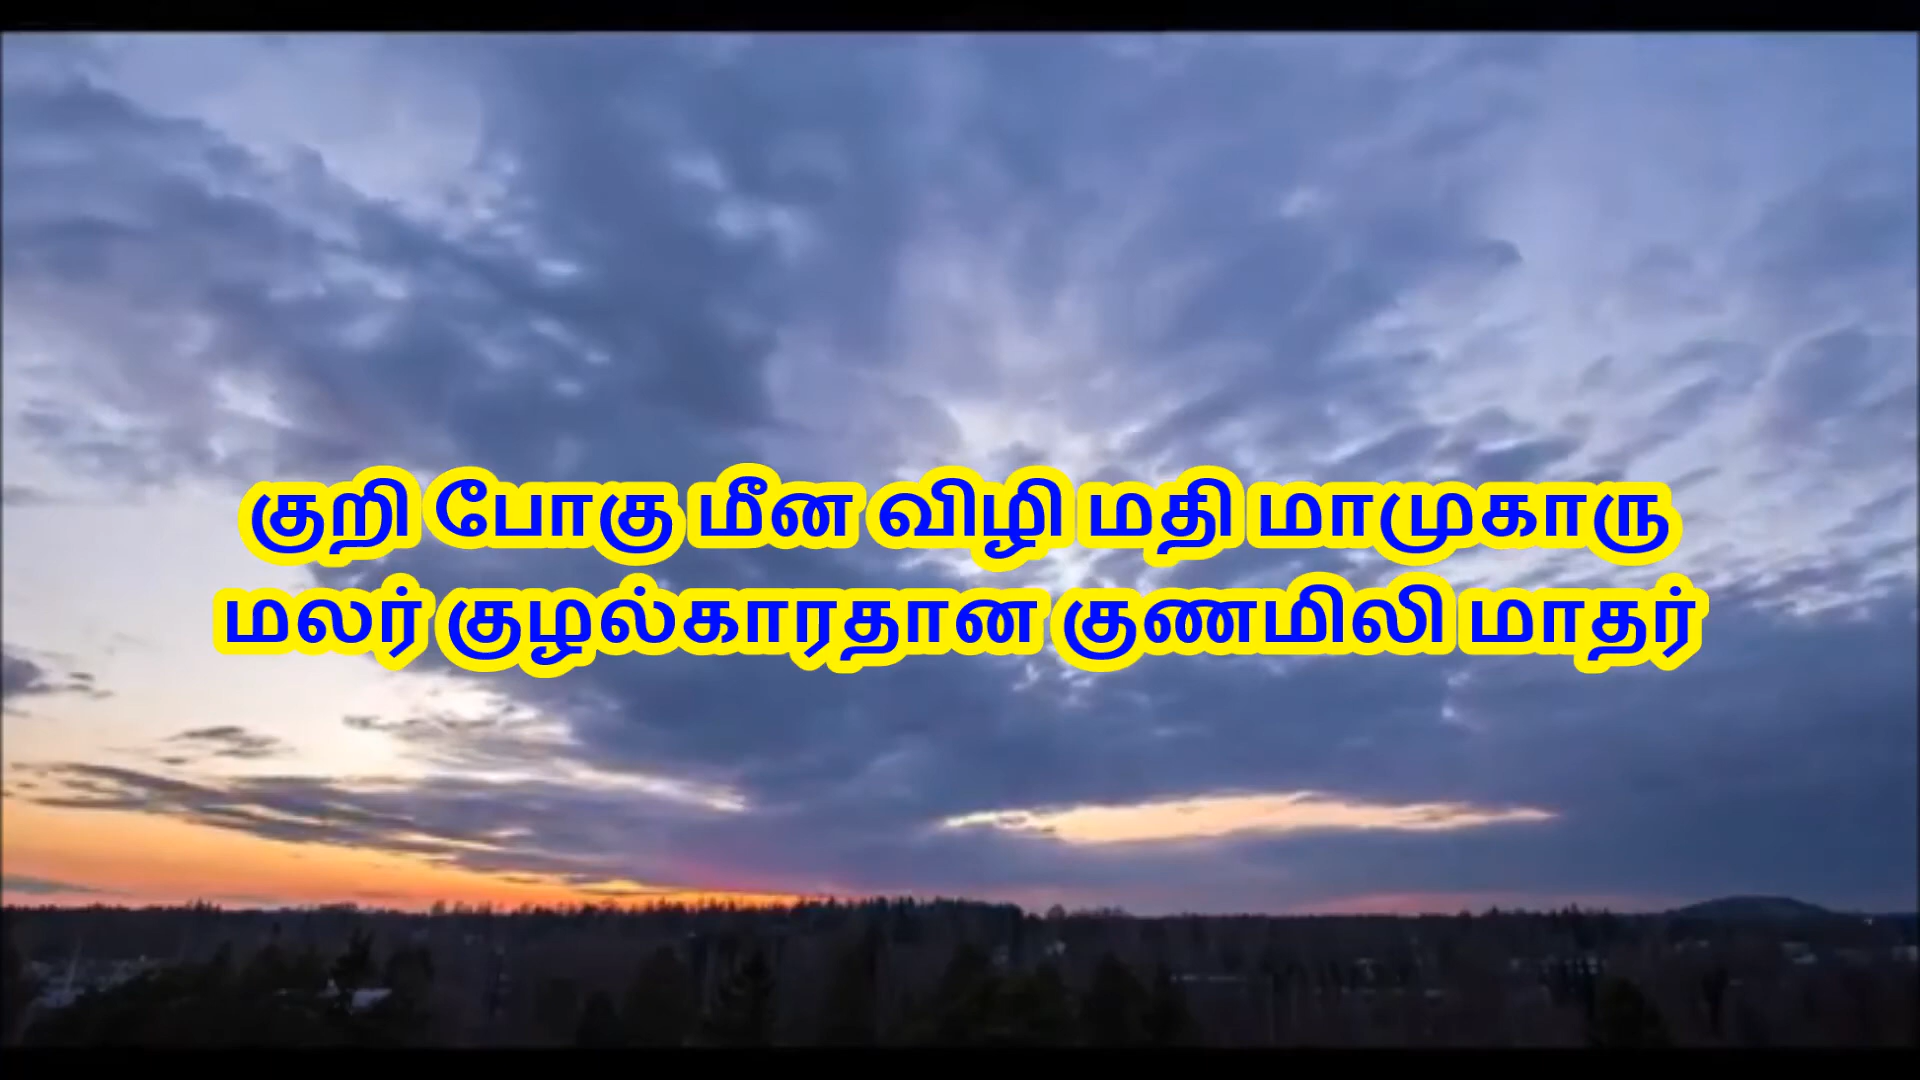 குறி போகு மீன விழி மதி மாமுகாரு
மலர் குழல்காரதான குணமிலி மாதர்